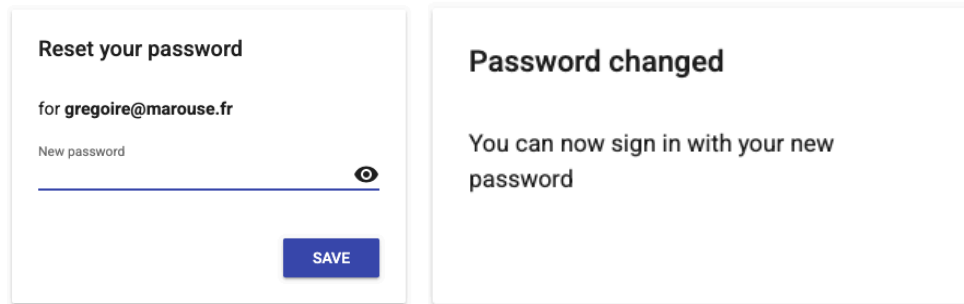 Reset your password
for gregoire@marouse.fr
New password
SAVE
Password changed
You can now sign in with your new
password